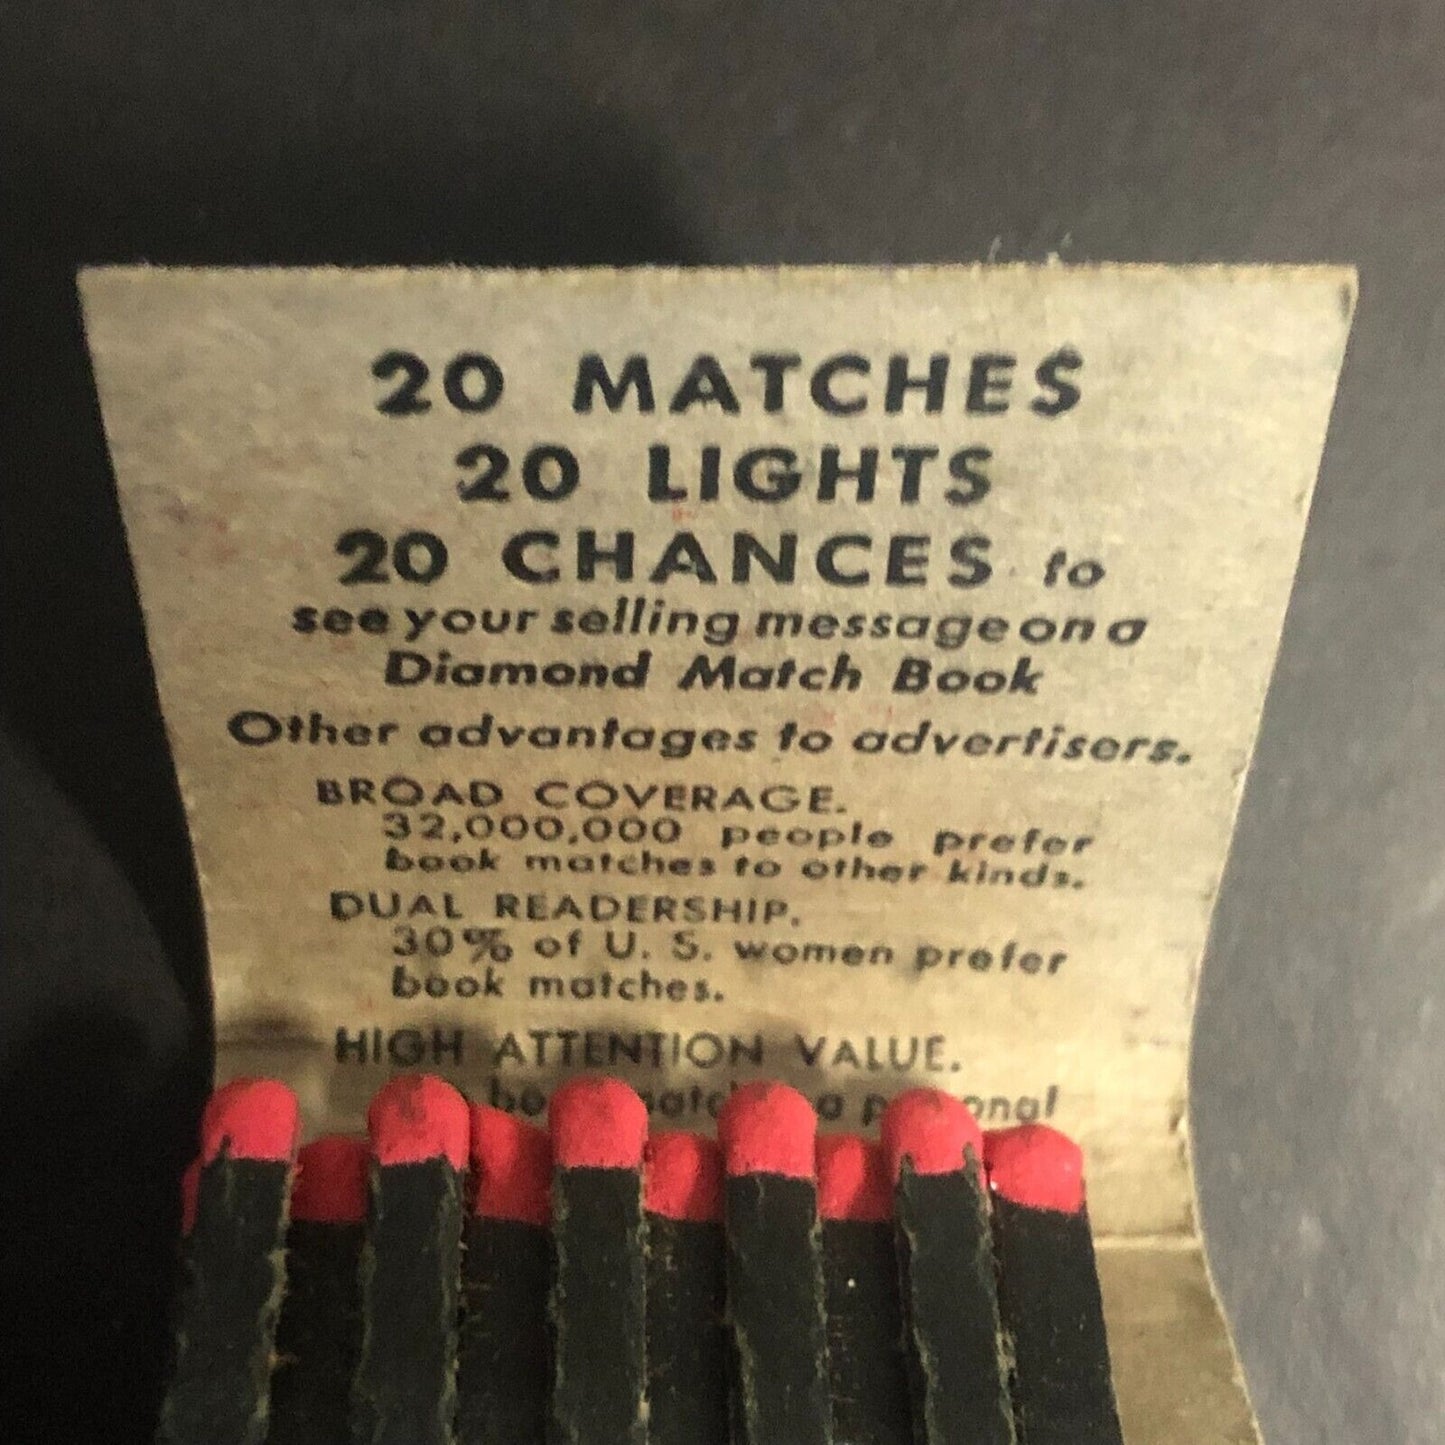 20 MATCHES
20 LIGHTS
20 CHANCES to
see your selling message on a
Diamond Match Book
Other advantages to advertisers.
BROAD COVERAGE.
32,000,000 people prefer
book matches to other kinds.
DUAL READERSHIP.
30% of U. S. women prefer
book matches.
HIGH ATTENTION VALUE.
a